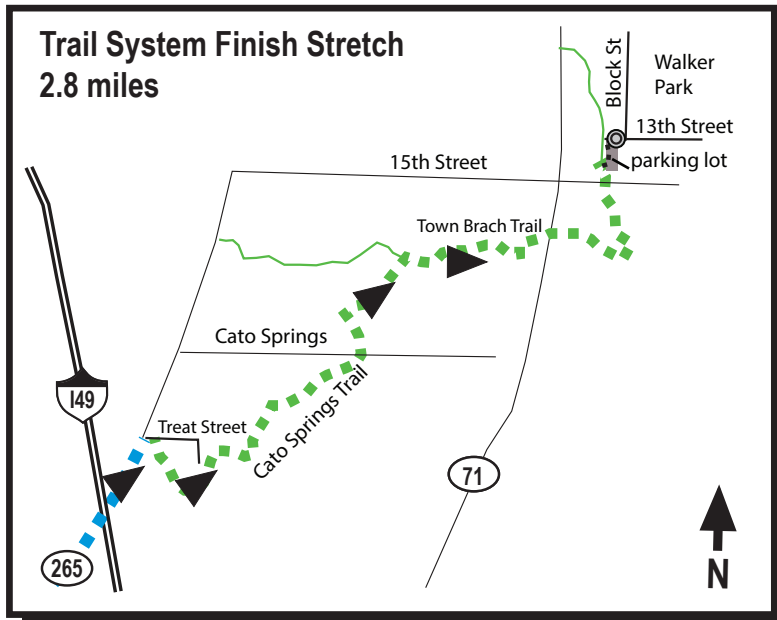 Trail System Finish Stretch
2.8 miles
Block St
Walker
Park
13th Street
parking lot
15th Street
Town Brach Trail
Cato Springs
Cato Springs Trail
I49
Treat Street
71
265
N